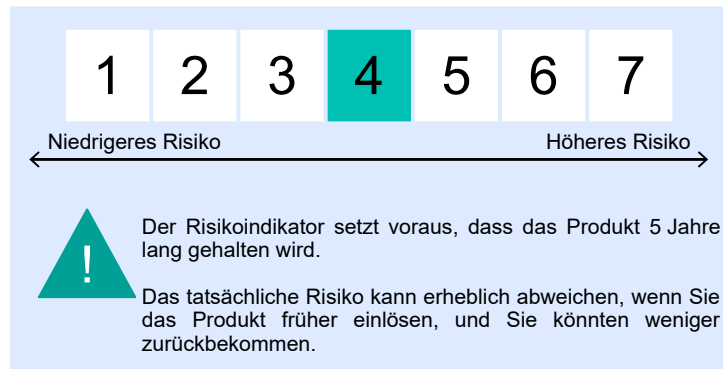 1 2 3 4 5 6 7
Niedrigeres Risiko Höheres Risiko
!
Der Risikoindikator setzt voraus, dass das Produkt 5 Jahre
lang gehalten wird.
Das tatsächliche Risiko kann erheblich abweichen, wenn Sie
das Produkt früher einlösen, und Sie könnten weniger
zurückbekommen.